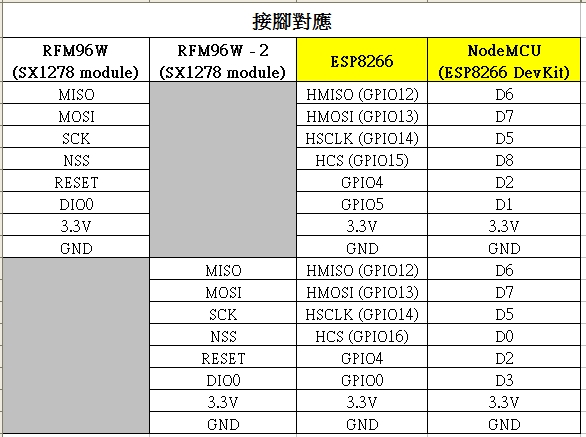 接腳對應
RFM96W (SX1278 module) RFM96W - 2 (SX1278 module) ESP8266 NodeMCU (ESP8266 DevKit)
MISO HMISO (GPIO12) D6
MOSI HMOSI (GPIO13) D7
SCK HSCLK (GPIO14) D5
NSS HCS (GPIO15) D8
RESET GPIO4 D2
DIO0 GPIO5 D1
3.3V 3.3V 3.3V
GND GND GND
MISO HMISO (GPIO12) D6
MOSI HMOSI (GPIO13) D7
SCK HSCLK (GPIO14) D5
NSS HCS (GPIO16) D0
RESET GPIO4 D2
DIO0 GPIO0 D3
3.3V 3.3V 3.3V
GND GND GND